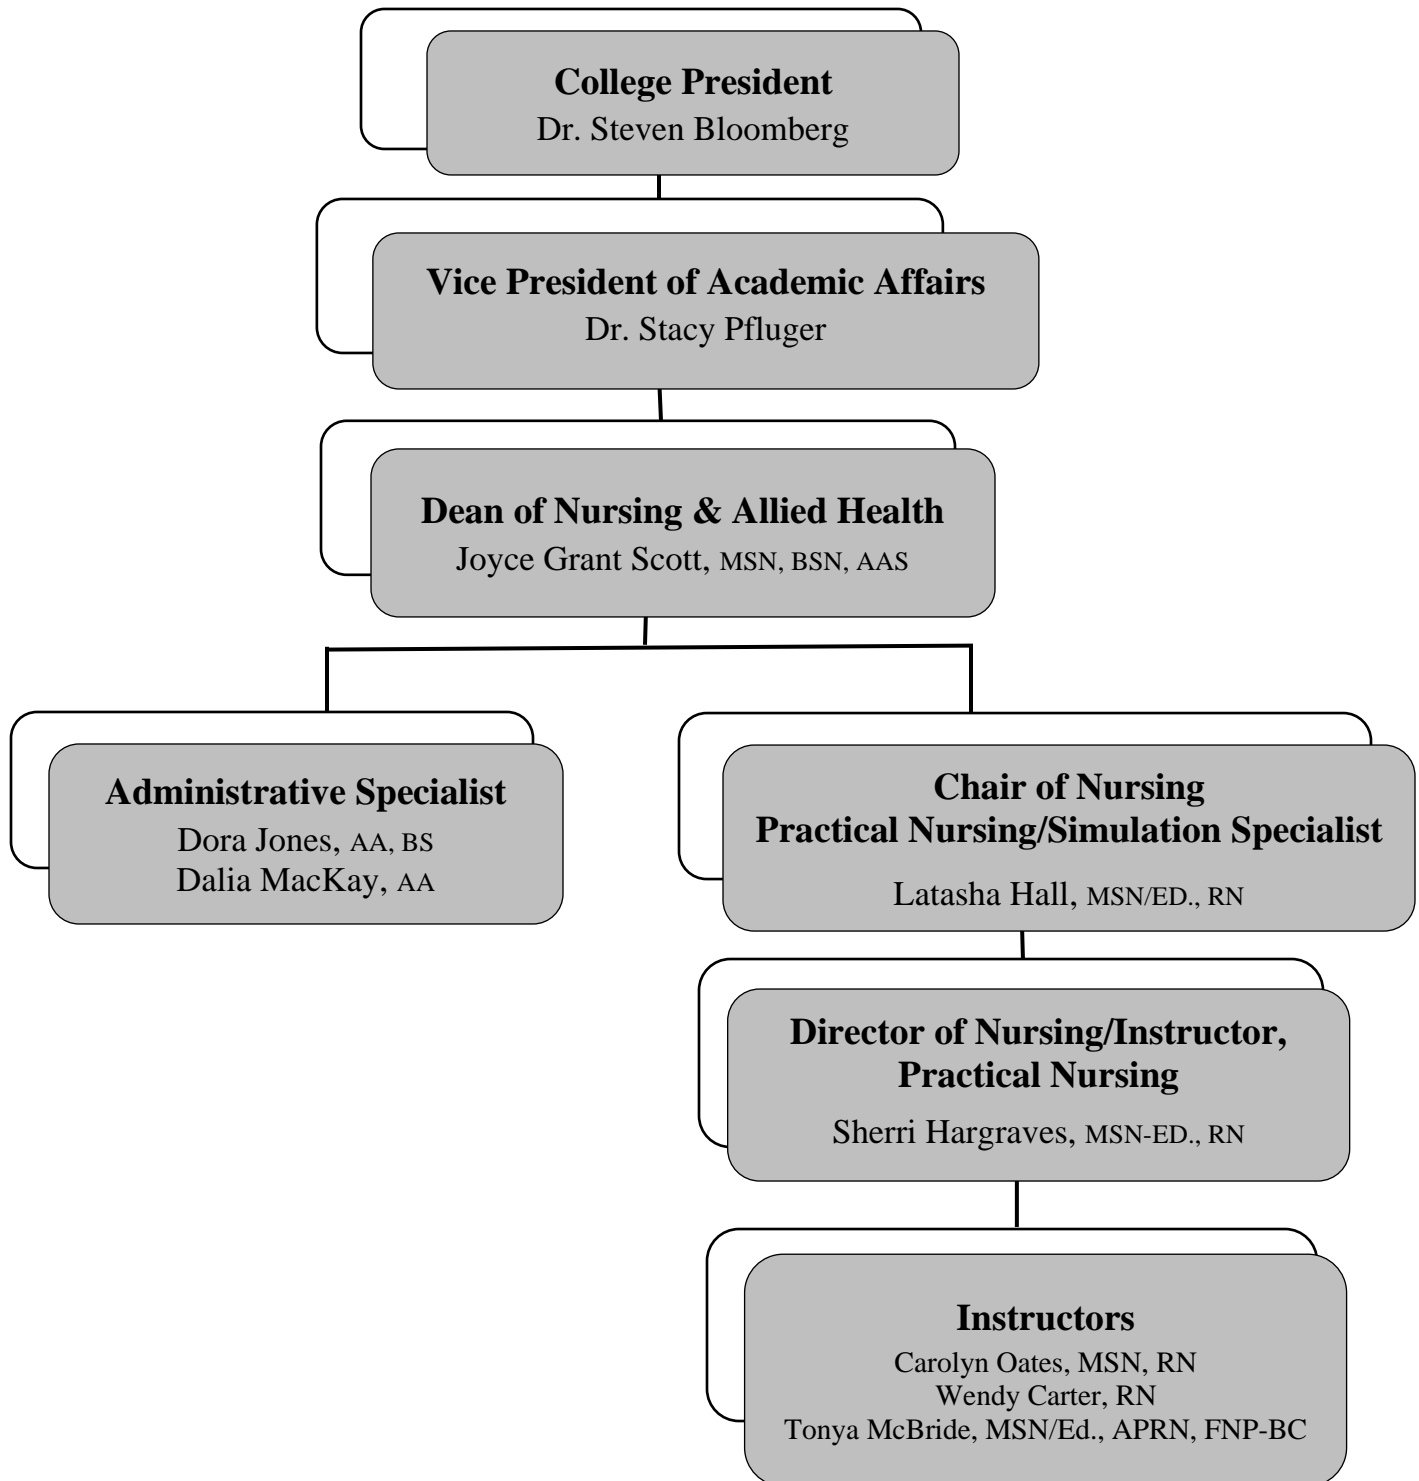 College President
Dr. Steven Bloomberg
Vice President of Academic Affairs
Dr. Stacy Pfluger
Dean of Nursing & Allied Health
Joyce Grant Scott, MSN, BSN, AAS
Administrative Specialist
Dora Jones, AA, BS
Dalia MacKay, AA
Chair of Nursing
Practical Nursing/Simulation Specialist
Latasha Hall, MSN/ED., RN
Director of Nursing/Instructor,
Practical Nursing
Sherri Hargraves, MSN-ED., RN
Instructors
Carolyn Oates, MSN, RN
Wendy Carter, RN
Tonya McBride, MSN/Ed., APRN, FNP-BC